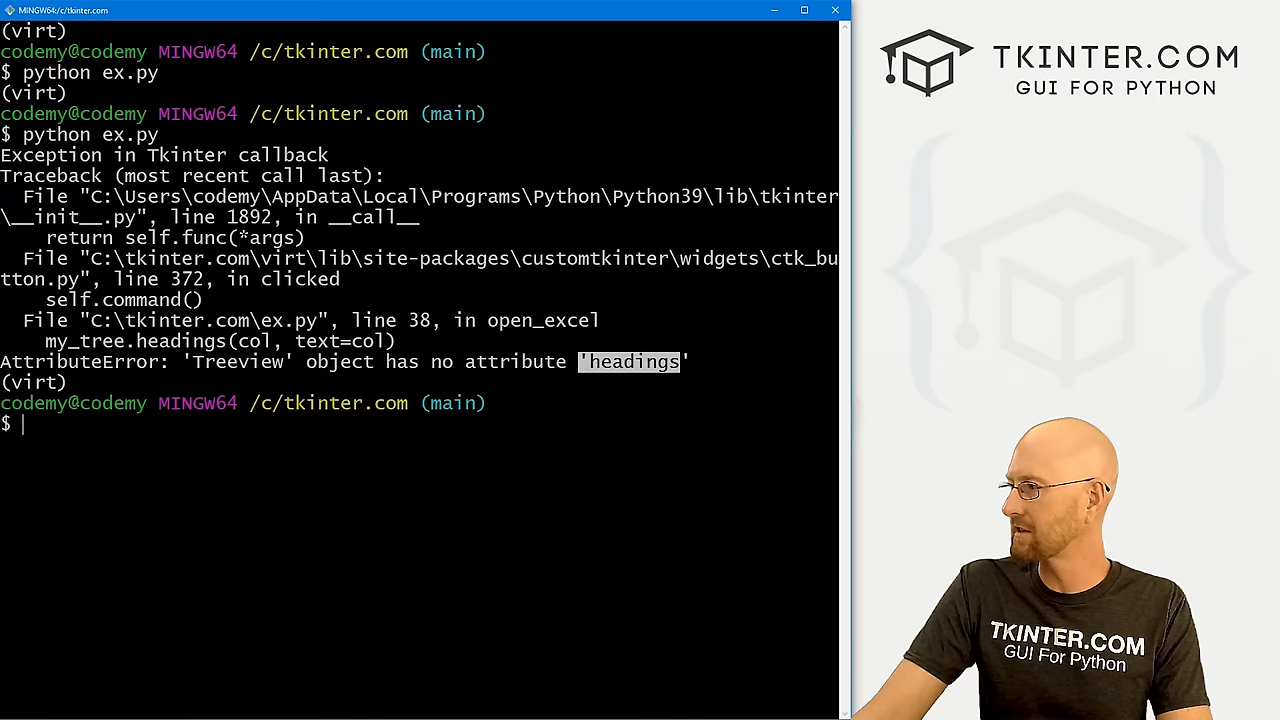 MINGW64:/c/tkinter.com
(virt)
codemy@codemy MINGW64 /c/tkinter.com (main)
$ python ex.py
(virt)
codemy@codemy MINGW64 /c/tkinter.com (main)
$ python ex.py
Exception in Tkinter callback
Traceback (most recent call last):
  File "C:\Users\codemy\AppData\Local\Programs\Python\Python39\lib\tkinter
\__init__.py", line 1892, in __call__
    return self.func(*args)
  File "C:\tkinter.com\virt\lib\site-packages\customtkinter\widgets\ctk_bu
tton.py", line 372, in clicked
    self.command()
  File "C:\tkinter.com\ex.py", line 38, in open_excel
    my_tree.headings(col, text=col)
AttributeError: 'Treeview' object has no attribute 'headings'
(virt)
codemy@codemy MINGW64 /c/tkinter.com (main)
$
TKINTER.COM
GUI FOR PYTHON
TKINTER.COM
GUI For Python